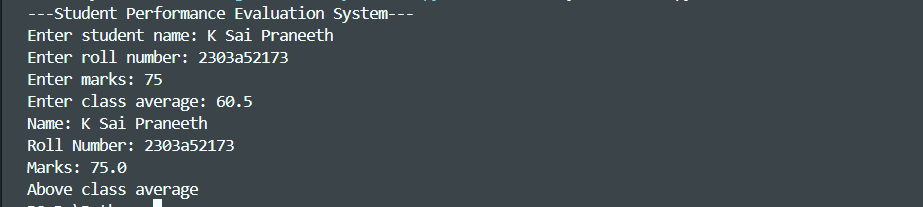 ---Student Performance Evaluation System---
Enter student name: K Sai Praneeth
Enter roll number: 2303a52173
Enter marks: 75
Enter class average: 60.5
Name: K Sai Praneeth
Roll Number: 2303a52173
Marks: 75.0
Above class average